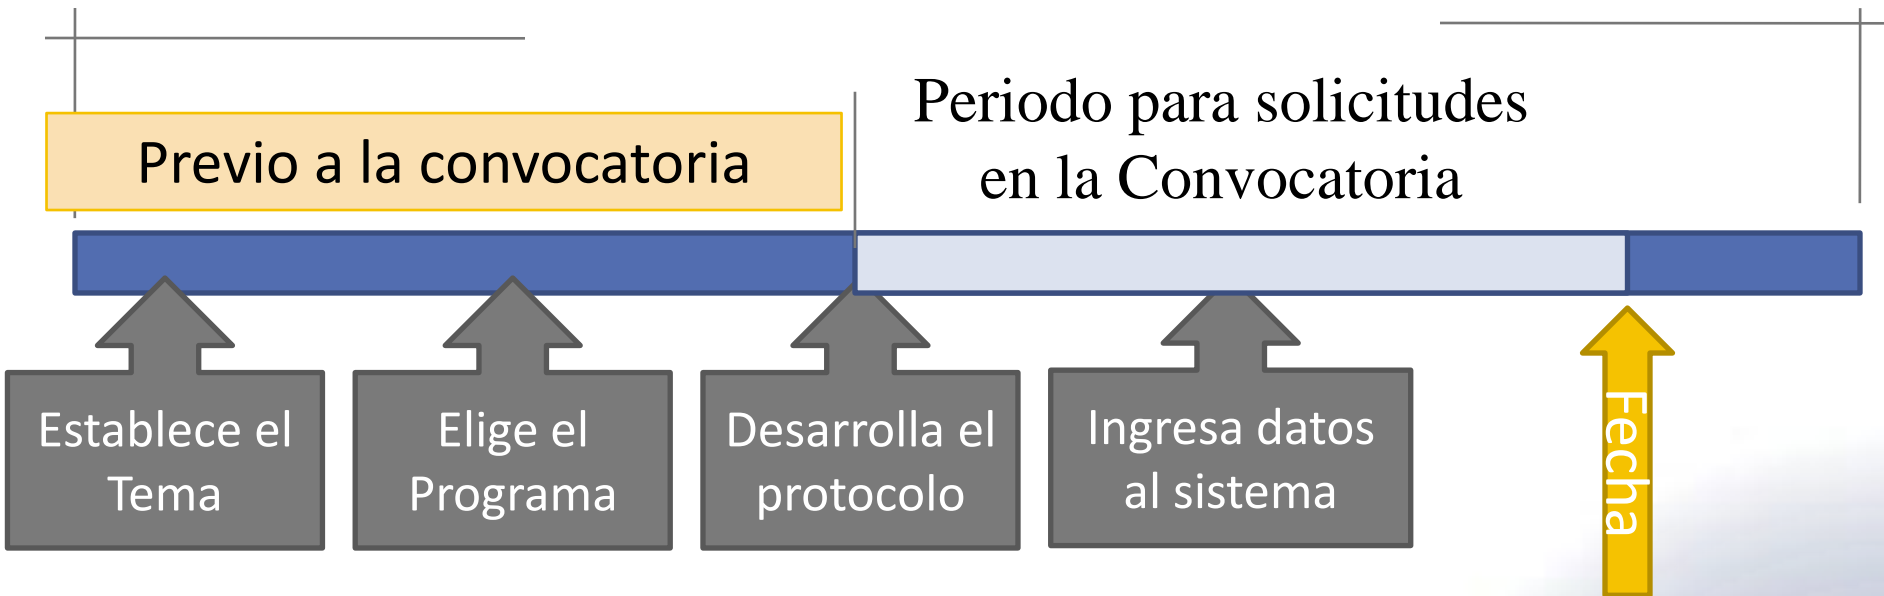 Previo a la convocatoria
Periodo para solicitudes
en la Convocatoria
Establece el
Tema
Elige el
Programa
Desarrolla el
protocolo
Ingresa datos
al sistema
Fecha